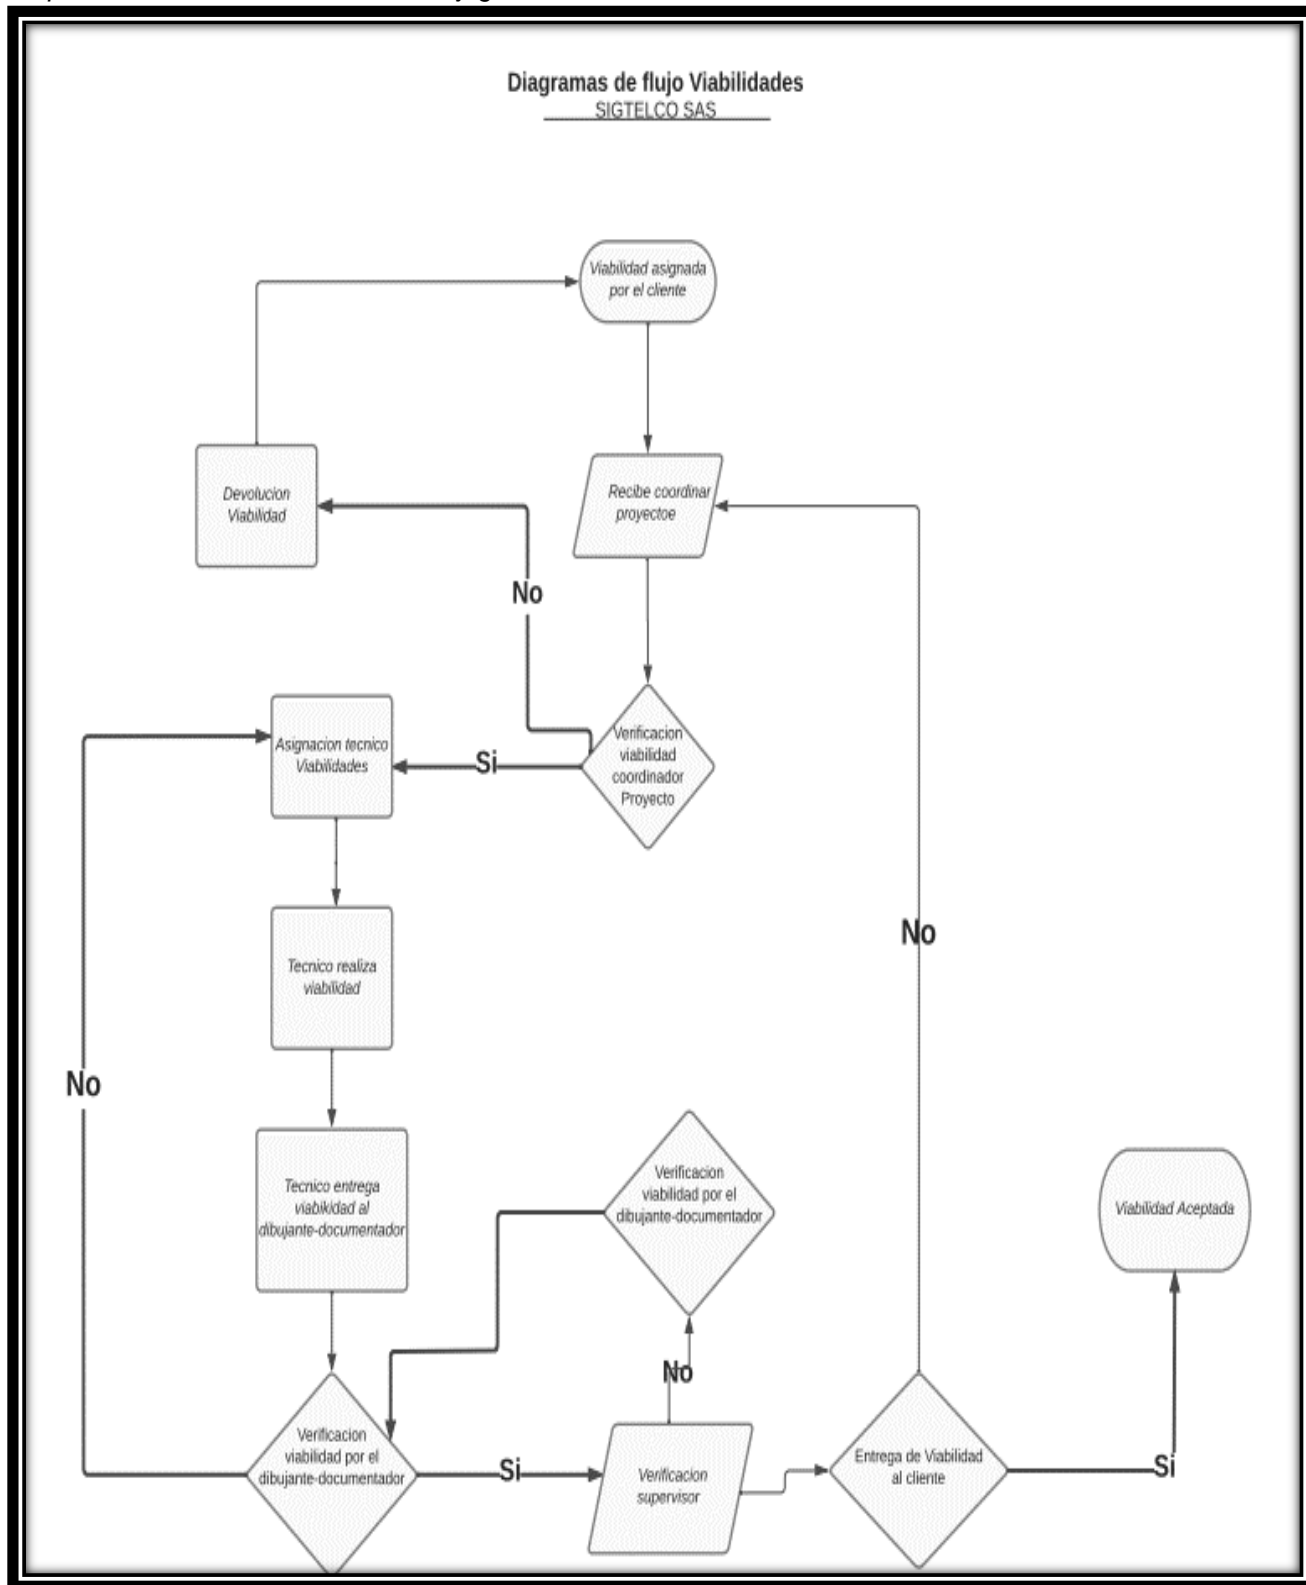 Diagramas de flujo Viabilidades
SIGTELCO SAS
Viabilidad asignada
por el cliente
Devolucion
Viabilidad
Recibe coordinar
proyectoe
No
Verificacion
viabilidad
coordinador
Proyecto
Si
Asignacion tecnico
Viabilidades
No
Tecnico realiza
viabilidad
No
Tecnico entrega
viabikidad al
dibujante-documentador
Verificacion
viabilidad por el
dibujante-documentador
Viabilidad Aceptada
No
Verificacion
viabilidad por el
dibujante-documentador
Si
Verificacion
supervisor
Entrega de Viabilidad
al cliente
Si